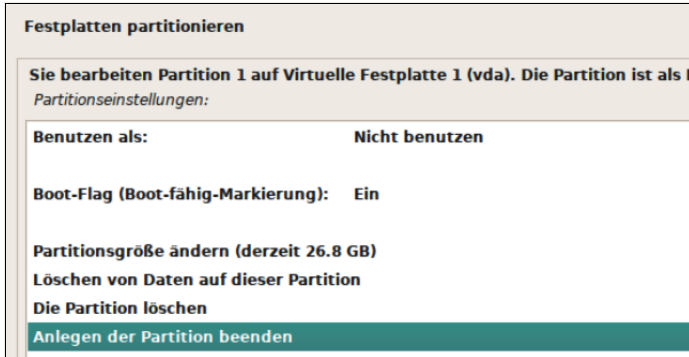 Festplatten partitionieren
Sie bearbeiten Partition 1 auf Virtuelle Festplatte 1 (vda). Die Partition ist als
Partitionseinstellungen:
Benutzen als: Nicht benutzen
Boot-Flag (Boot-fähig-Markierung): Ein
Partitionsgröße ändern (derzeit 26.8 GB)
Löschen von Daten auf dieser Partition
Die Partition löschen
Anlegen der Partition beenden